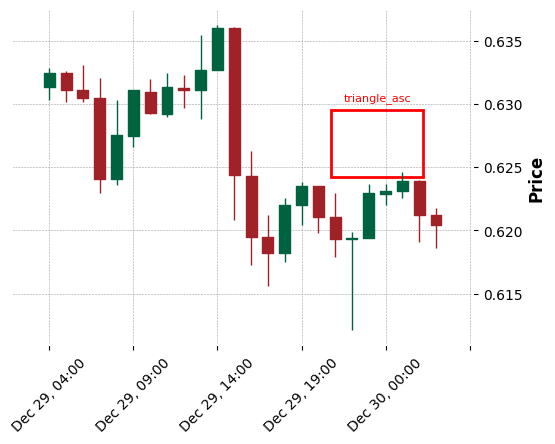 triangle_asc
0.635
0.630
0.625
0.620
0.615
Price
Dec 29, 04:00
Dec 29, 09:00
Dec 29, 14:00
Dec 29, 19:00
Dec 30, 00:00